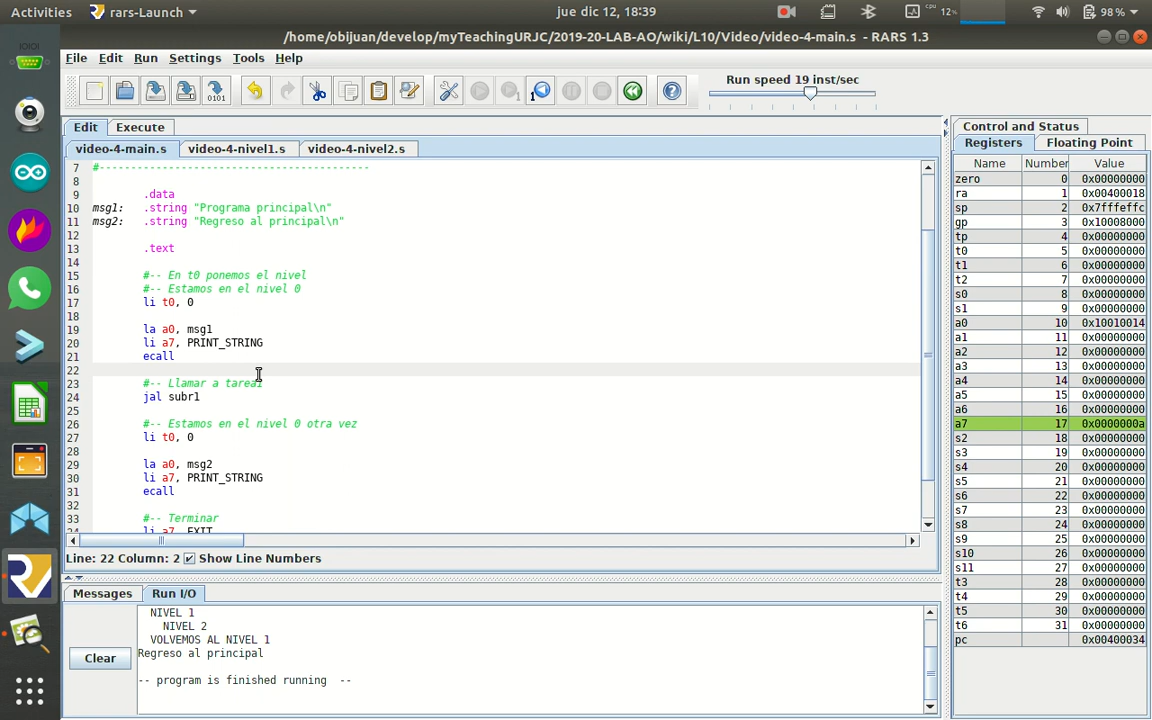 Activities rars-Launch jue dic 12, 18:39 cpu 12% 98%
/home/obijuan/develop/myTeachingURJC/2019-20-LAB-AO/wiki/L10/Video/video-4-main.s - RARS 1.3
File Edit Run Settings Tools Help
Run speed 19 inst/sec
Edit Execute
video-4-main.s video-4-nivel1.s video-4-nivel2.s
7 #----------------------------------------
8
9 .data
10 msg1: .string "Programa principal\n"
11 msg2: .string "Regreso al principal\n"
12
13 .text
14
15 #-- En t0 ponemos el nivel
16 #-- Estamos en el nivel 0
17 li t0, 0
18
19 la a0, msg1
20 li a7, PRINT_STRING
21 ecall
22
23 #-- Llamar a tarea1
24 jal subr1
25
26 #-- Estamos en el nivel 0 otra vez
27 li t0, 0
28
29 la a0, msg2
30 li a7, PRINT_STRING
31 ecall
32
33 #-- Terminar
34 li a7, EXIT
Line: 22 Column: 2 Show Line Numbers
Messages Run I/O
NIVEL 1
NIVEL 2
VOLVEMOS AL NIVEL 1
Regreso al principal
-- program is finished running --
Clear
Control and Status
Registers Floating Point
Name Number Value
zero 0 0x00000000
ra 1 0x00400018
sp 2 0x7fffeffc
gp 3 0x10008000
tp 4 0x00000000
t0 5 0x00000000
t1 6 0x00000000
t2 7 0x00000000
s0 8 0x00000000
s1 9 0x00000000
a0 10 0x10010014
a1 11 0x00000000
a2 12 0x00000000
a3 13 0x00000000
a4 14 0x00000000
a5 15 0x00000000
a6 16 0x00000000
a7 17 0x0000000a
s2 18 0x00000000
s3 19 0x00000000
s4 20 0x00000000
s5 21 0x00000000
s6 22 0x00000000
s7 23 0x00000000
s8 24 0x00000000
s9 25 0x00000000
s10 26 0x00000000
s11 27 0x00000000
t3 28 0x00000000
t4 29 0x00000000
t5 30 0x00000000
t6 31 0x00000000
pc 0x00400034